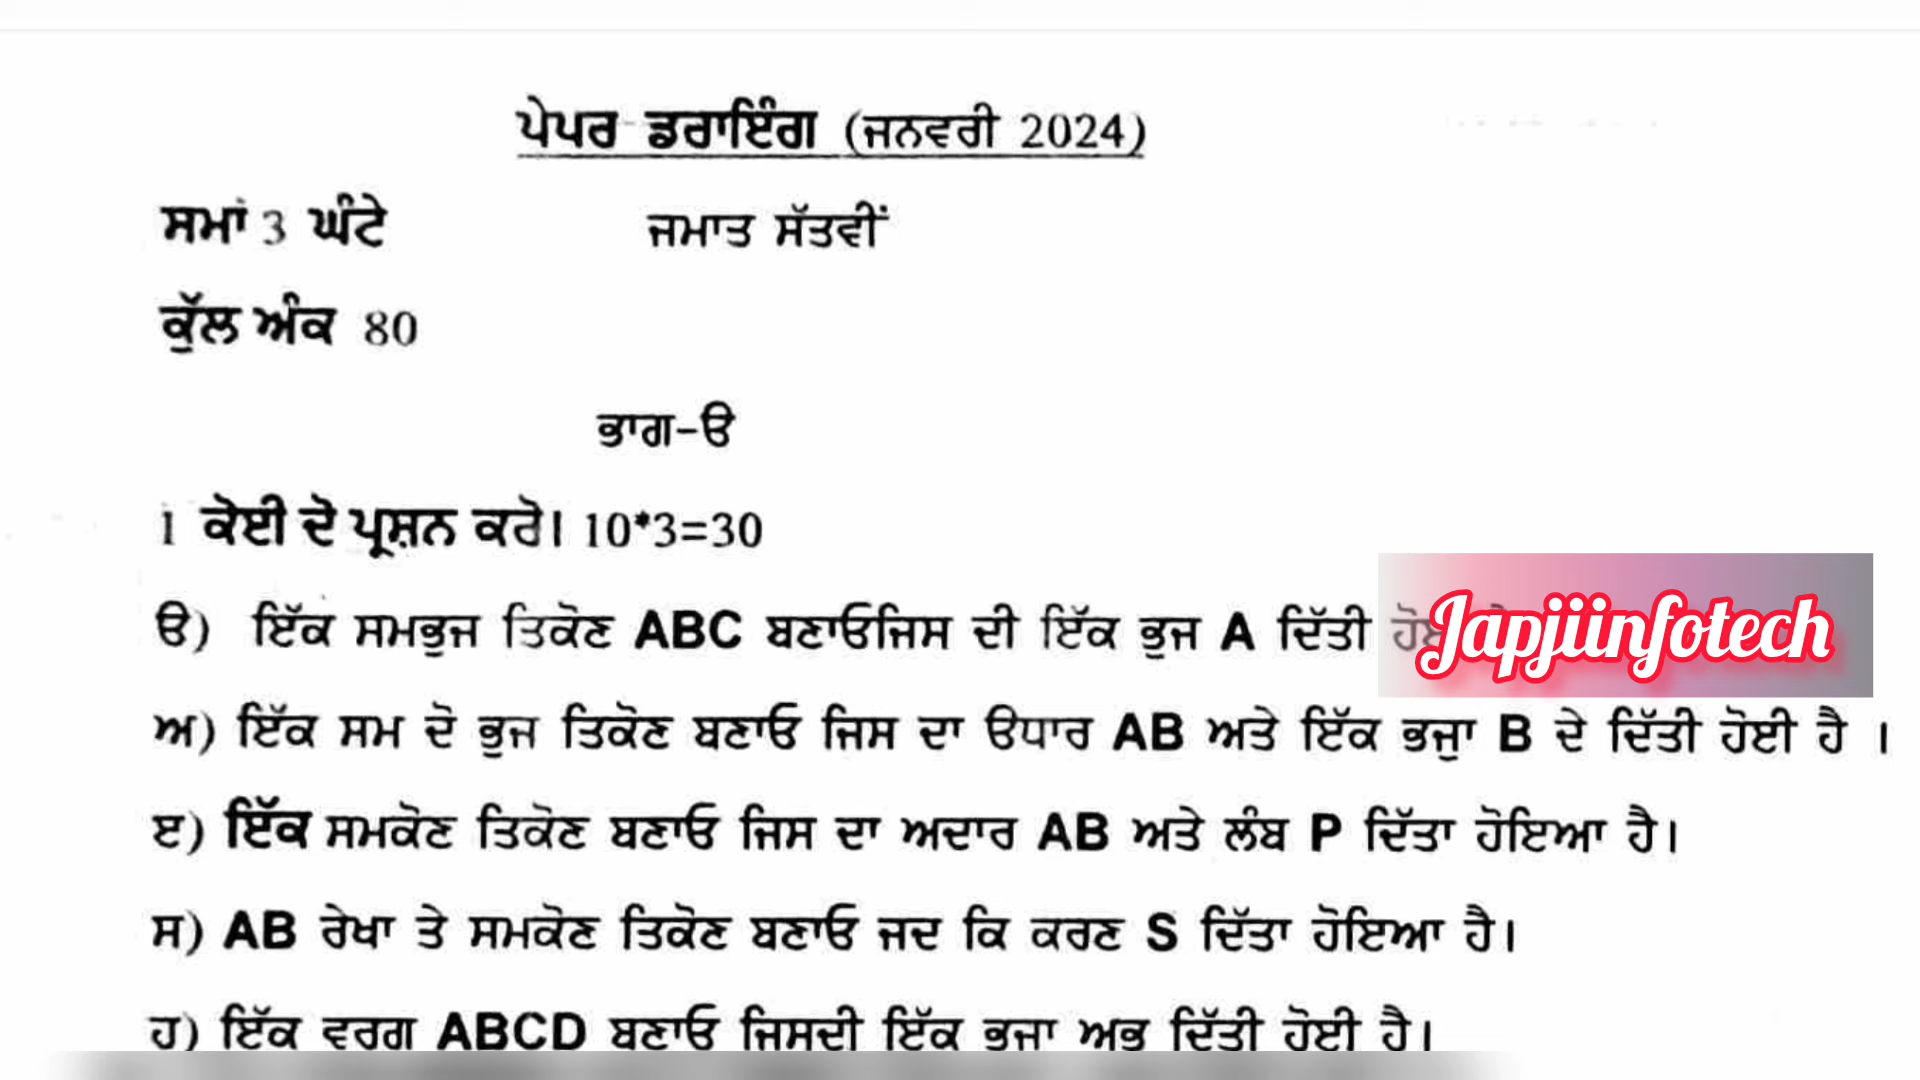 ਪੇਪਰ ਡਰਾਇੰਗ (ਜਨਵਰੀ 2024)
ਸਮਾਂ 3 ਘੰਟੇ ਜਮਾਤ ਸੱਤਵੀਂ
ਕੁੱਲ ਅੰਕ 80
ਭਾਗ-ੳ
1 ਕੋਈ ਦੋ ਪ੍ਰਸ਼ਨ ਕਰੋ। 10*3=30
ੳ) ਇੱਕ ਸਮਭੁਜ ਤਿਕੋਣ ABC ਬਣਾਓਜਿਸ ਦੀ ਇੱਕ ਭੁਜ A ਦਿੱਤੀ
Japjiinfotech
ਅ) ਇੱਕ ਸਮ ਦੋ ਭੁਜ ਤਿਕੋਣ ਬਣਾਓ ਜਿਸ ਦਾ ੳਧਾਰ AB ਅਤੇ ਇੱਕ ਭਜੁਾ B ਦੇ ਦਿੱਤੀ ਹੋਈ ਹੈ ।
ੲ) ਇੱਕ ਸਮਕੋਣ ਤਿਕੋਣ ਬਣਾਓ ਜਿਸ ਦਾ ਅਦਾਰ AB ਅਤੇ ਲੰਬ P ਦਿੱਤਾ ਹੋਇਆ ਹੈ।
ਸ) AB ਰੇਖਾ ਤੇ ਸਮਕੋਣ ਤਿਕੋਣ ਬਣਾਓ ਜਦ ਕਿ ਕਰਣ S ਦਿੱਤਾ ਹੋਇਆ ਹੈ।
ਹ) ਇੱਕ ਵਰਗ ABCD ਬਣਾਓ ਜਿਸਦੀ ਇੱਕ ਭਜਾ ਅਭ ਦਿੱਤੀ ਹੋਈ ਹੈ।